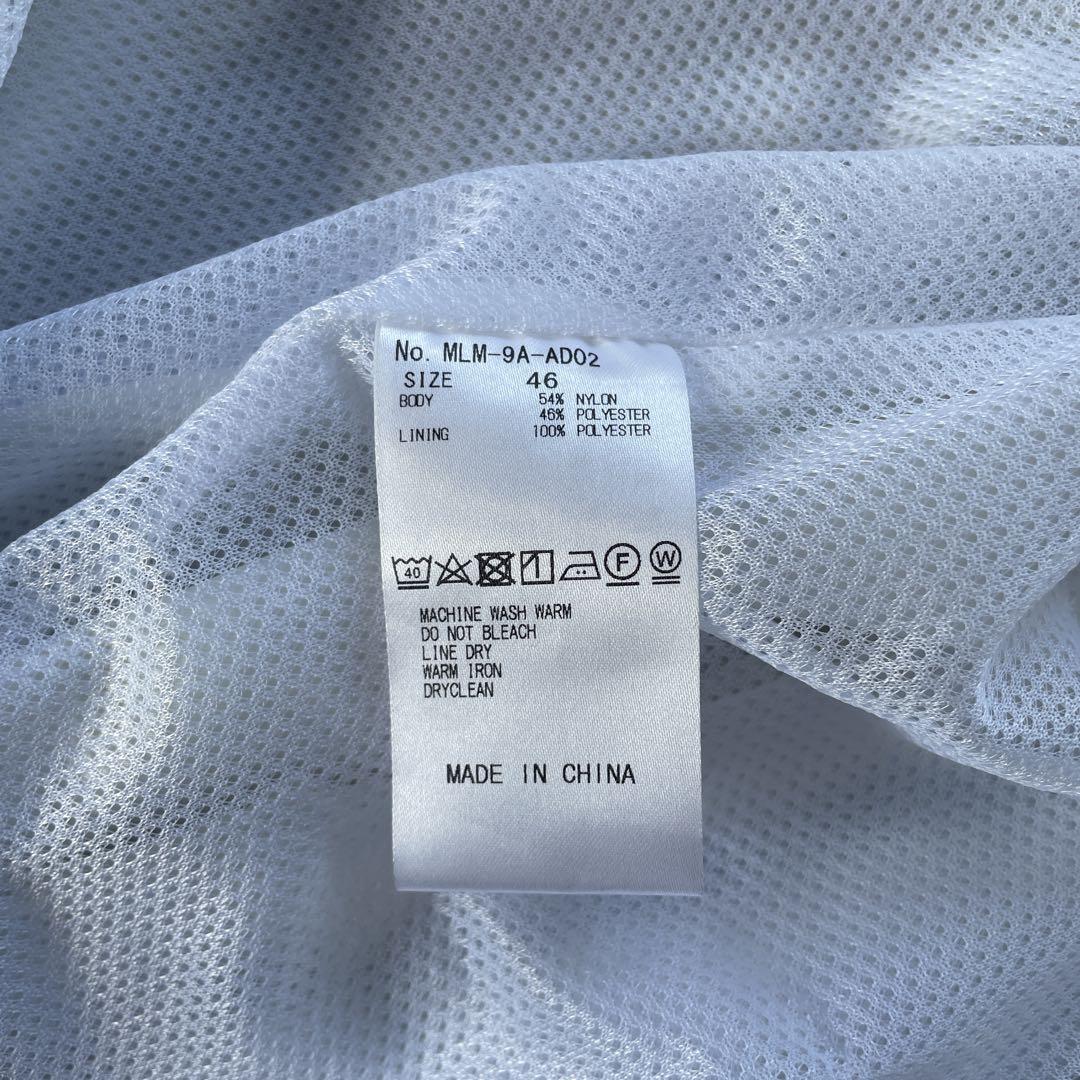 No. MLM-9A-AD02
SIZE 46
BODY 54% NYLON
46% POLYESTER
LINING 100% POLYESTER
40 F W
MACHINE WASH WARM
DO NOT BLEACH
LINE DRY
WARM IRON
DRYCLEAN
MADE IN CHINA